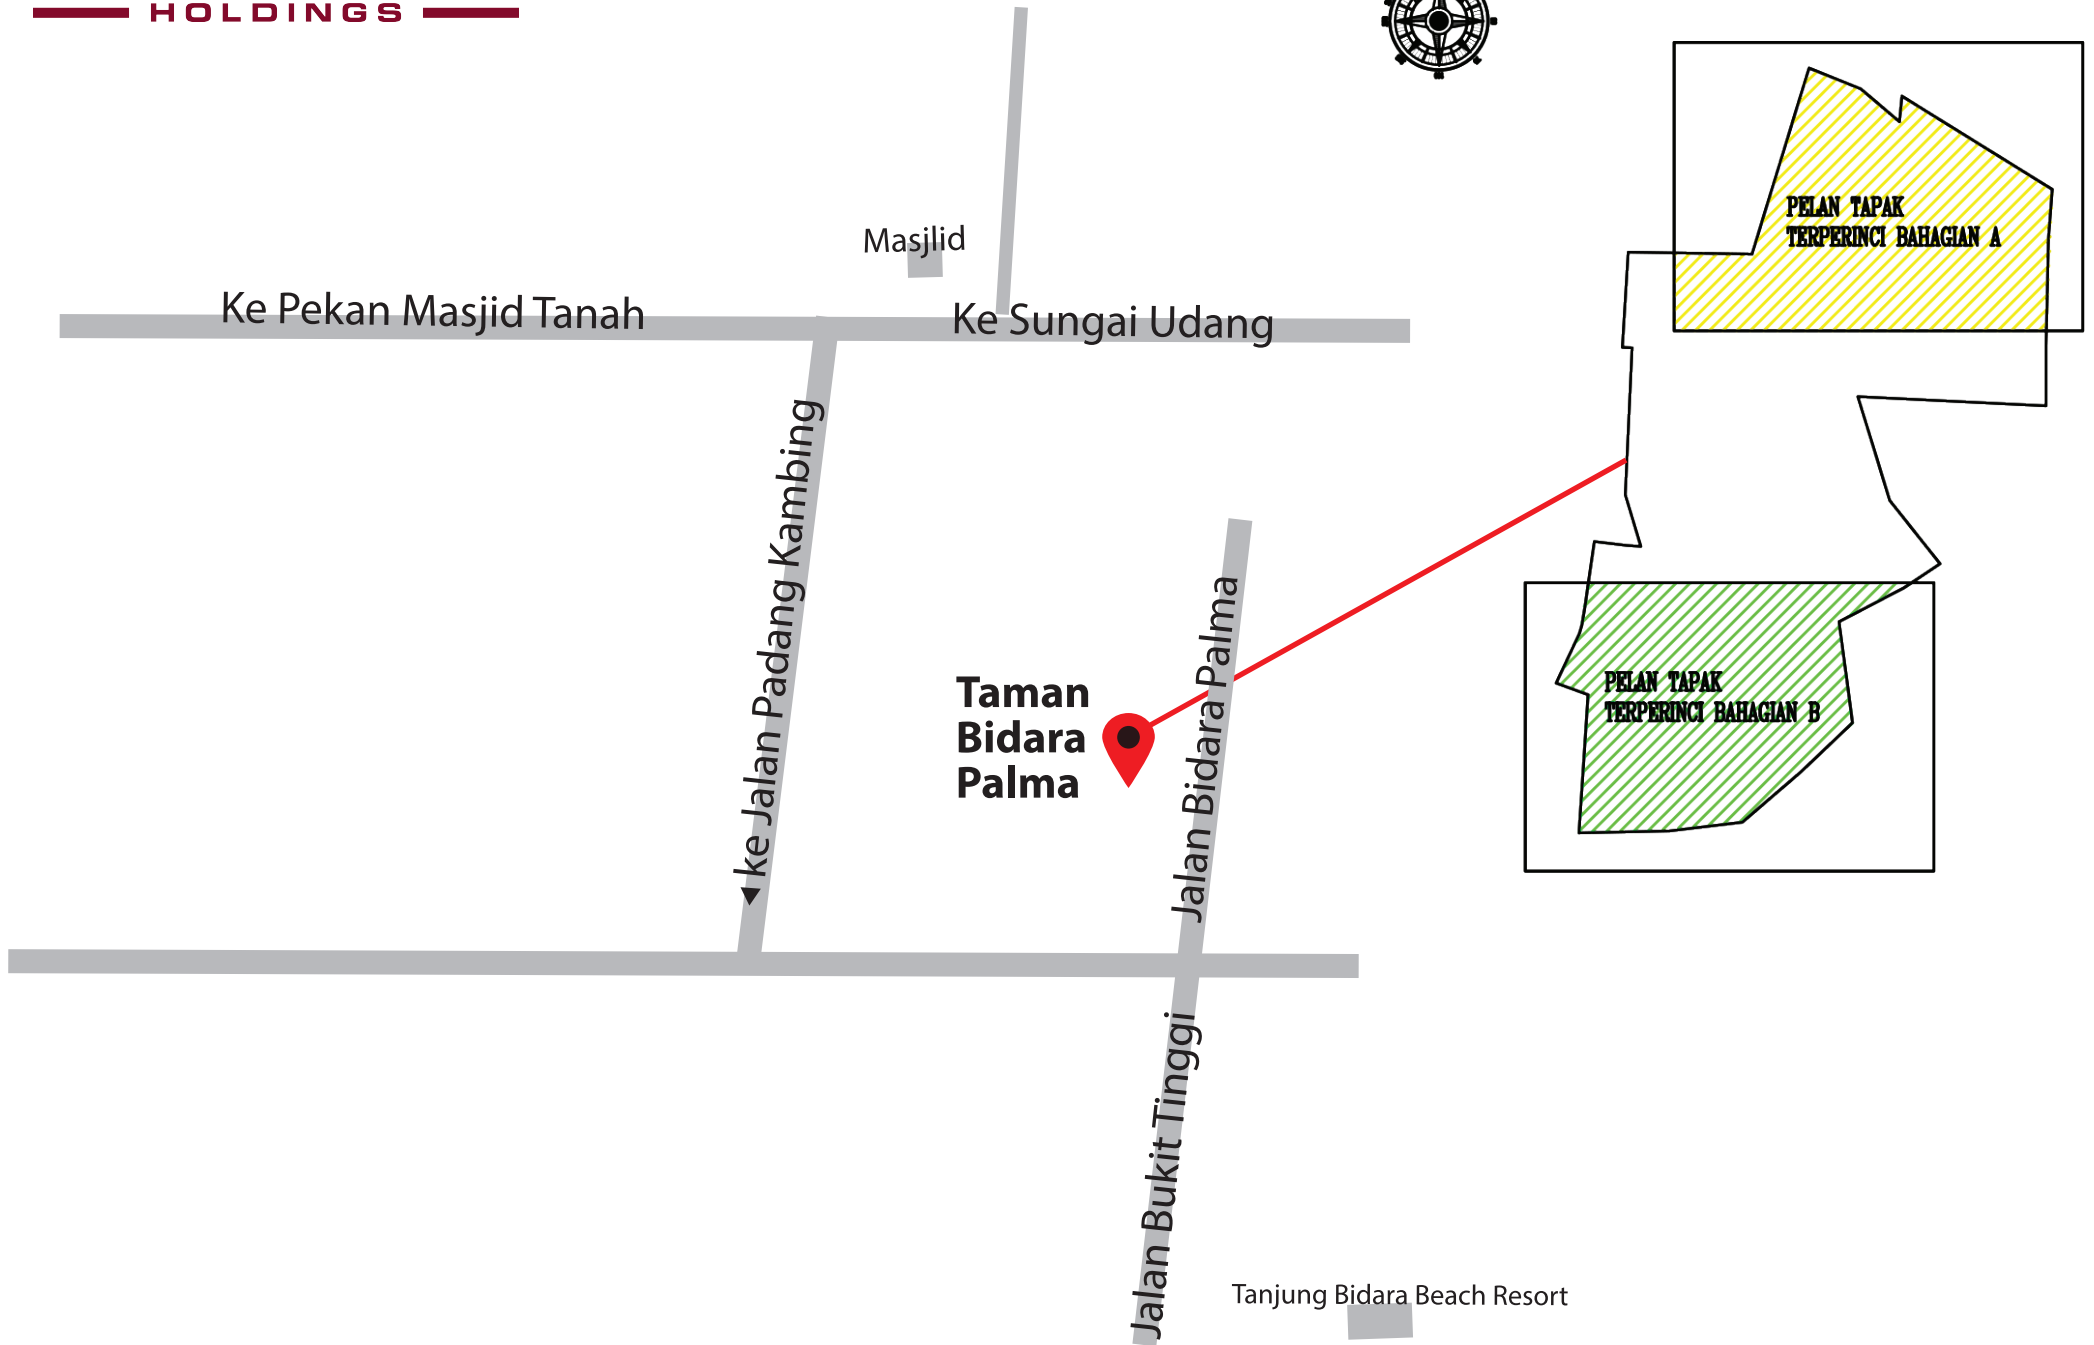 HOLDINGS
Masjlid
Ke Pekan Masjid Tanah
Ke Sungai Udang
PELAN TAPAK
TERPERINCI BAHAGIAN A
ke Jalan Padang Kambing
Jalan Bidara Palma
Taman
Bidara
Palma
PELAN TAPAK
TERPERINCI BAHAGIAN B
Jalan Bukit Tinggi
Tanjung Bidara Beach Resort